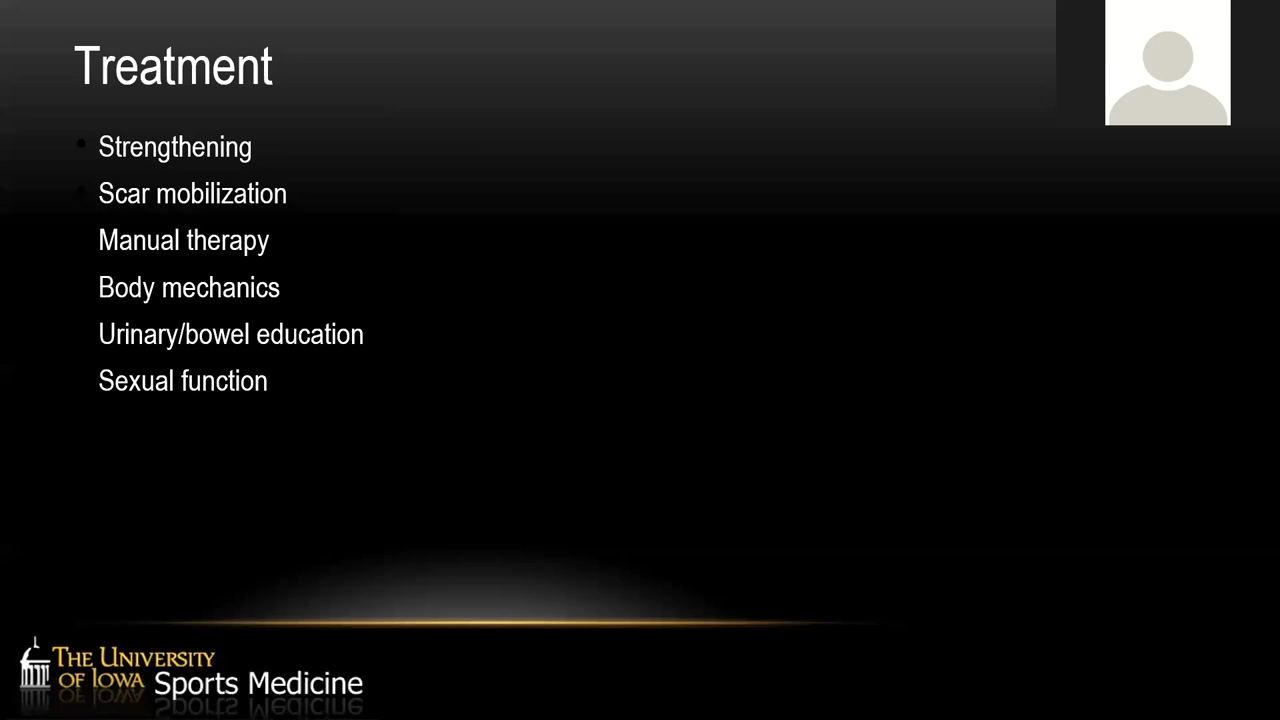 Treatment
Strengthening
Scar mobilization
Manual therapy
Body mechanics
Urinary/bowel education
Sexual function
THE UNIVERSITY
OF IOWA Sports Medicine